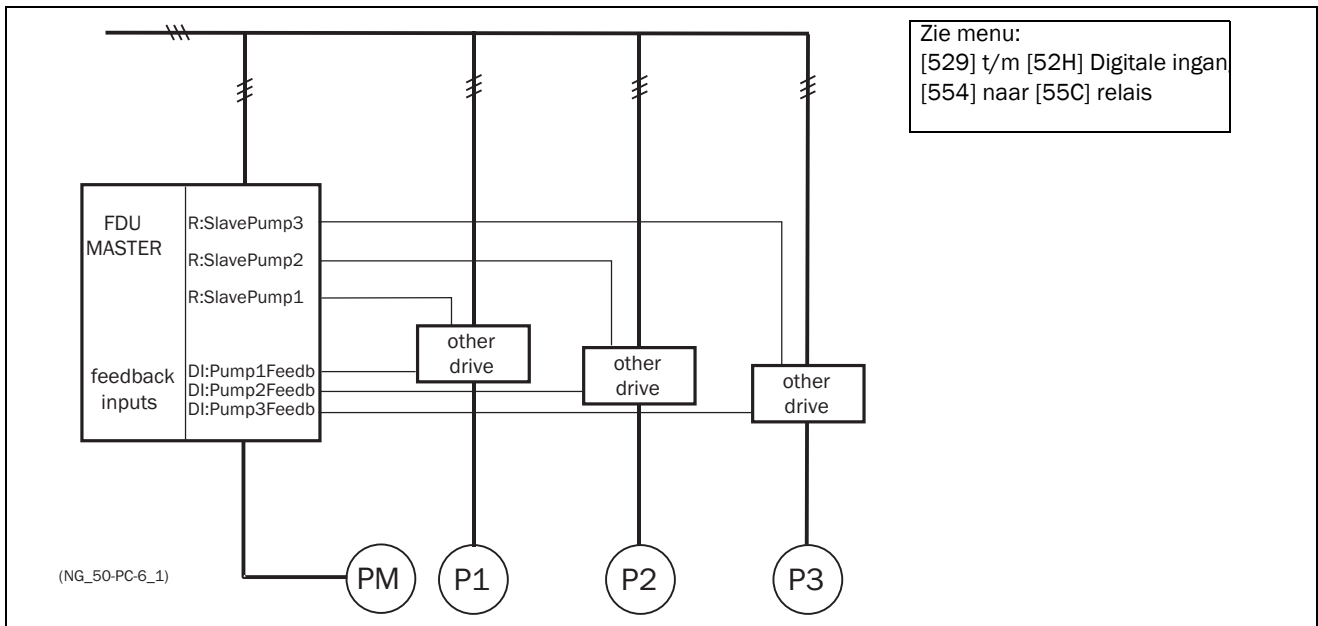 Zie menu:
[529] t/m [52H] Digitale ingan
[554] naar [55C] relais
FDU
MASTER
R:SlavePump3
R:SlavePump2
R:SlavePump1
feedback
inputs
DI:Pump1Feedb
DI:Pump2Feedb
DI:Pump3Feedb
other
drive
other
drive
other
drive
(NG_50-PC-6_1)
PM
P1
P2
P3